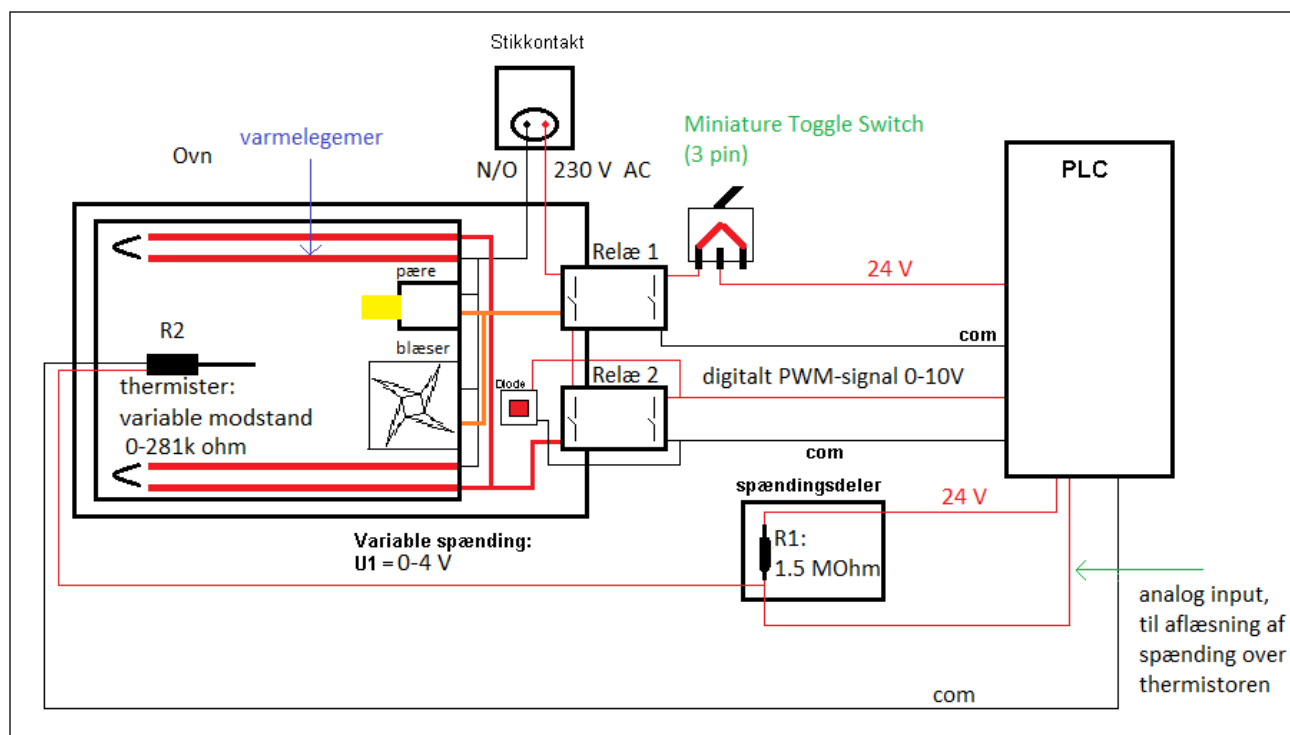 Stikkontakt
varmelegemer
Ovn
N/O
230 V AC
Miniature Toggle Switch
(3 pin)
PLC
Relæ 1
24 V
pære
com
R2
blæser
Relæ 2
digitalt PWM-signal 0-10V
thermister:
variable modstand
0-281k ohm
Diode
com
spændingsdeler
24 V
Variable spænding:
U1 = 0-4 V
R1:
1.5 MOhm
analog input,
til aflæsning af
spænding over
thermistoren
com